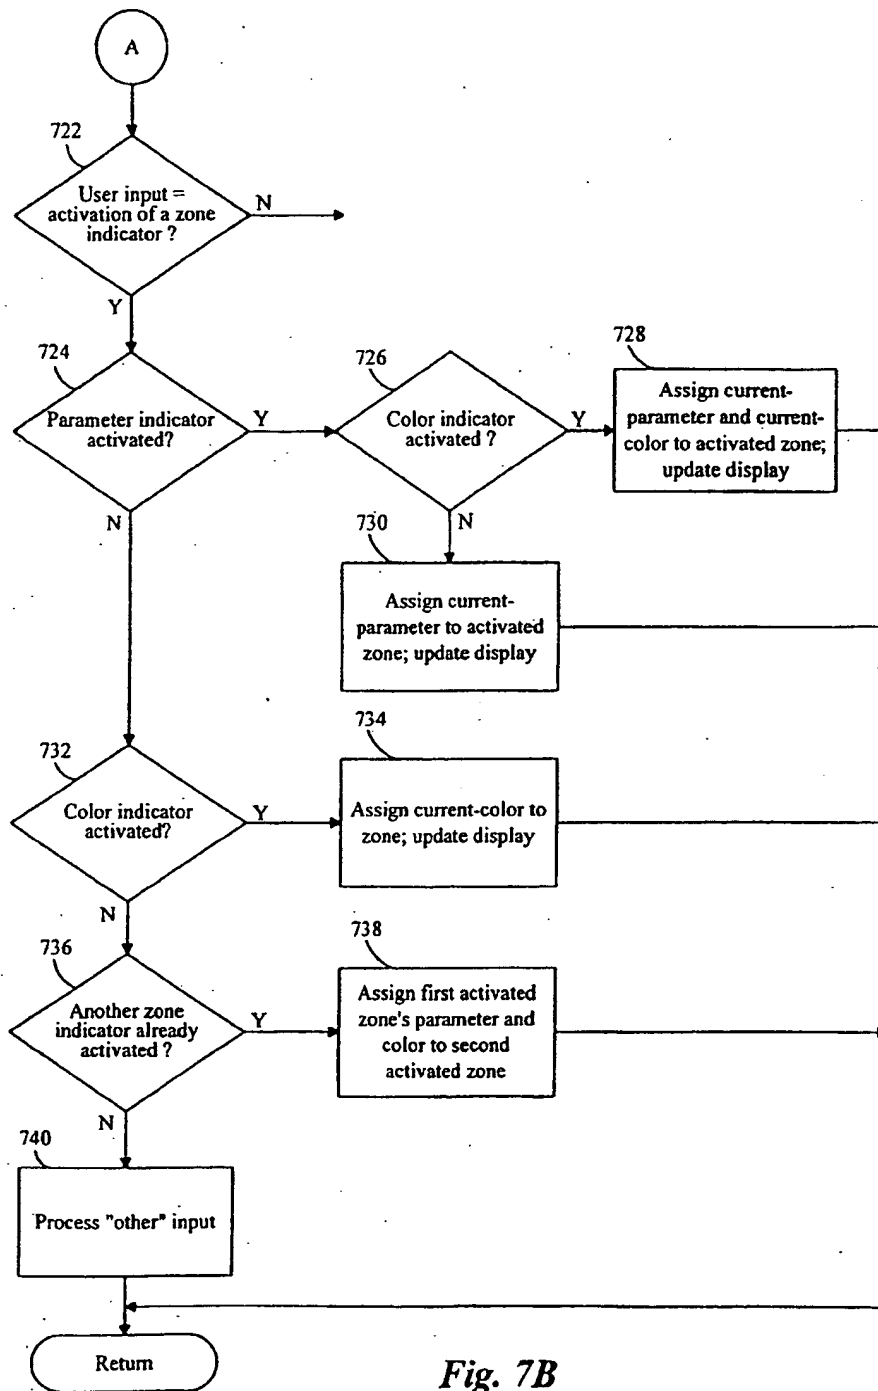 A
722
User input =
activation of a zone
indicator ?
N
Y
724
Parameter indicator
activated?
Y
N
726
Color indicator
activated ?
Y
N
728
Assign current-
parameter and current-
color to activated zone;
update display
730
Assign current-
parameter to activated
zone; update display
732
Color indicator
activated?
Y
N
734
Assign current-color to
zone; update display
736
Another zone
indicator already
activated ?
Y
N
738
Assign first activated
zone's parameter and
color to second
activated zone
740
Process "other" input
Return
Fig. 7B